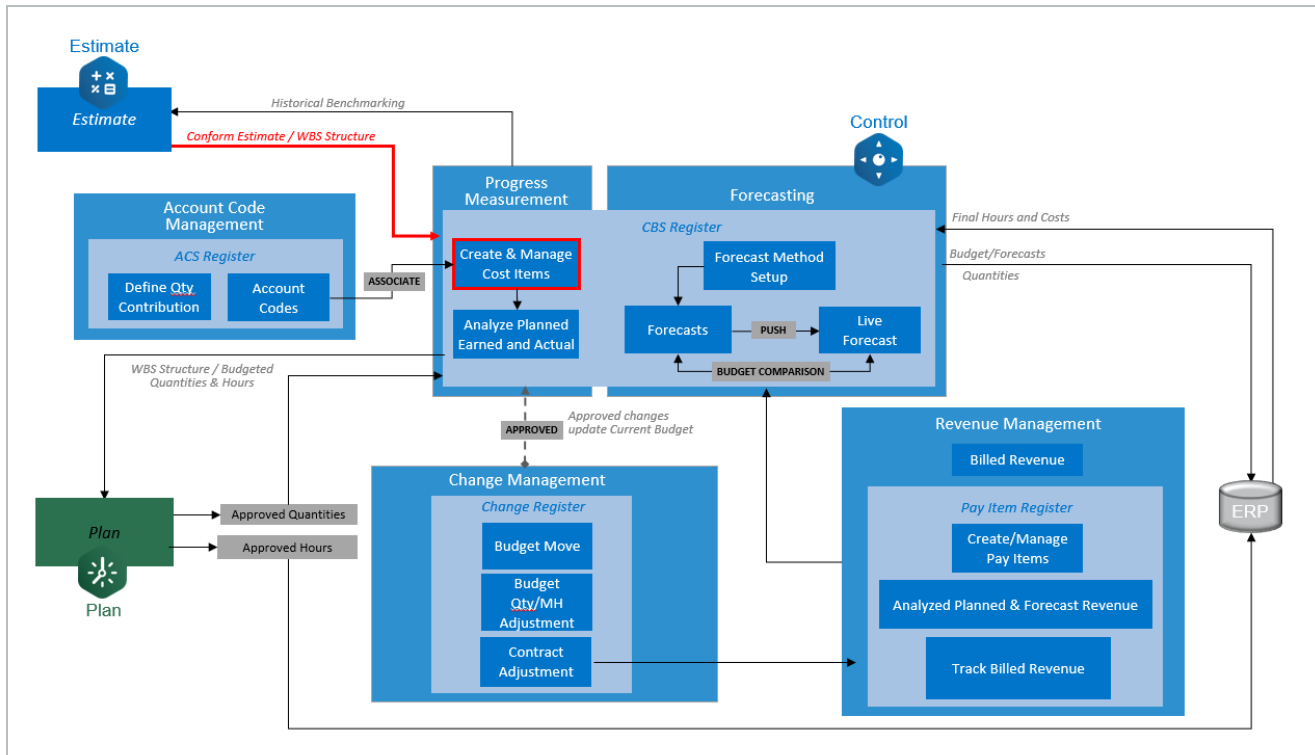 Estimate
Estimate
Historical Benchmarking
Conform Estimate / WBS Structure
Control
Account Code
Management
ACS Register
Define Qty
Contribution
Account
Codes
ASSOCIATE
Progress
Measurement
Forecasting
CBS Register
Create & Manage
Cost Items
Analyze Planned
Earned and Actual
Forecast Method
Setup
Forecasts
PUSH
Live
Forecast
BUDGET COMPARISON
Final Hours and Costs
Budget/Forecasts
Quantities
WBS Structure / Budgeted
Quantities & Hours
APPROVED
Approved changes
update Current Budget
Plan
Plan
Approved Quantities
Approved Hours
Change Management
Change Register
Budget Move
Budget
Qty/MH
Adjustment
Contract
Adjustment
Revenue Management
Billed Revenue
Pay Item Register
Create/Manage
Pay Items
Analyzed Planned & Forecast Revenue
Track Billed Revenue
ERP